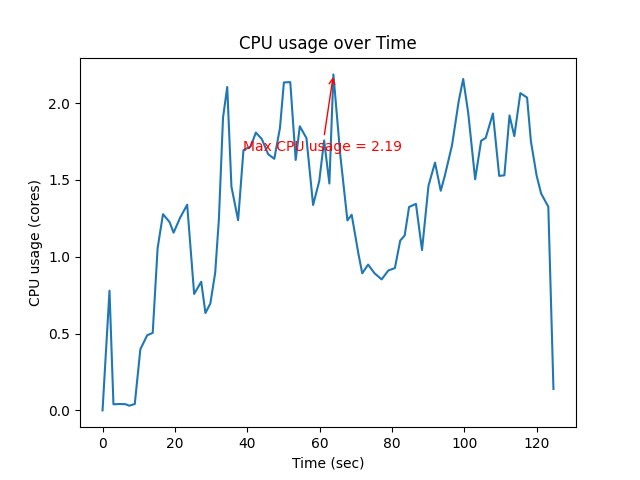 CPU usage over Time
CPU usage (cores)
2.0
1.5
1.0
0.5
0.0
Max CPU usage = 2.19
0 20 40 60 80 100 120
Time (sec)